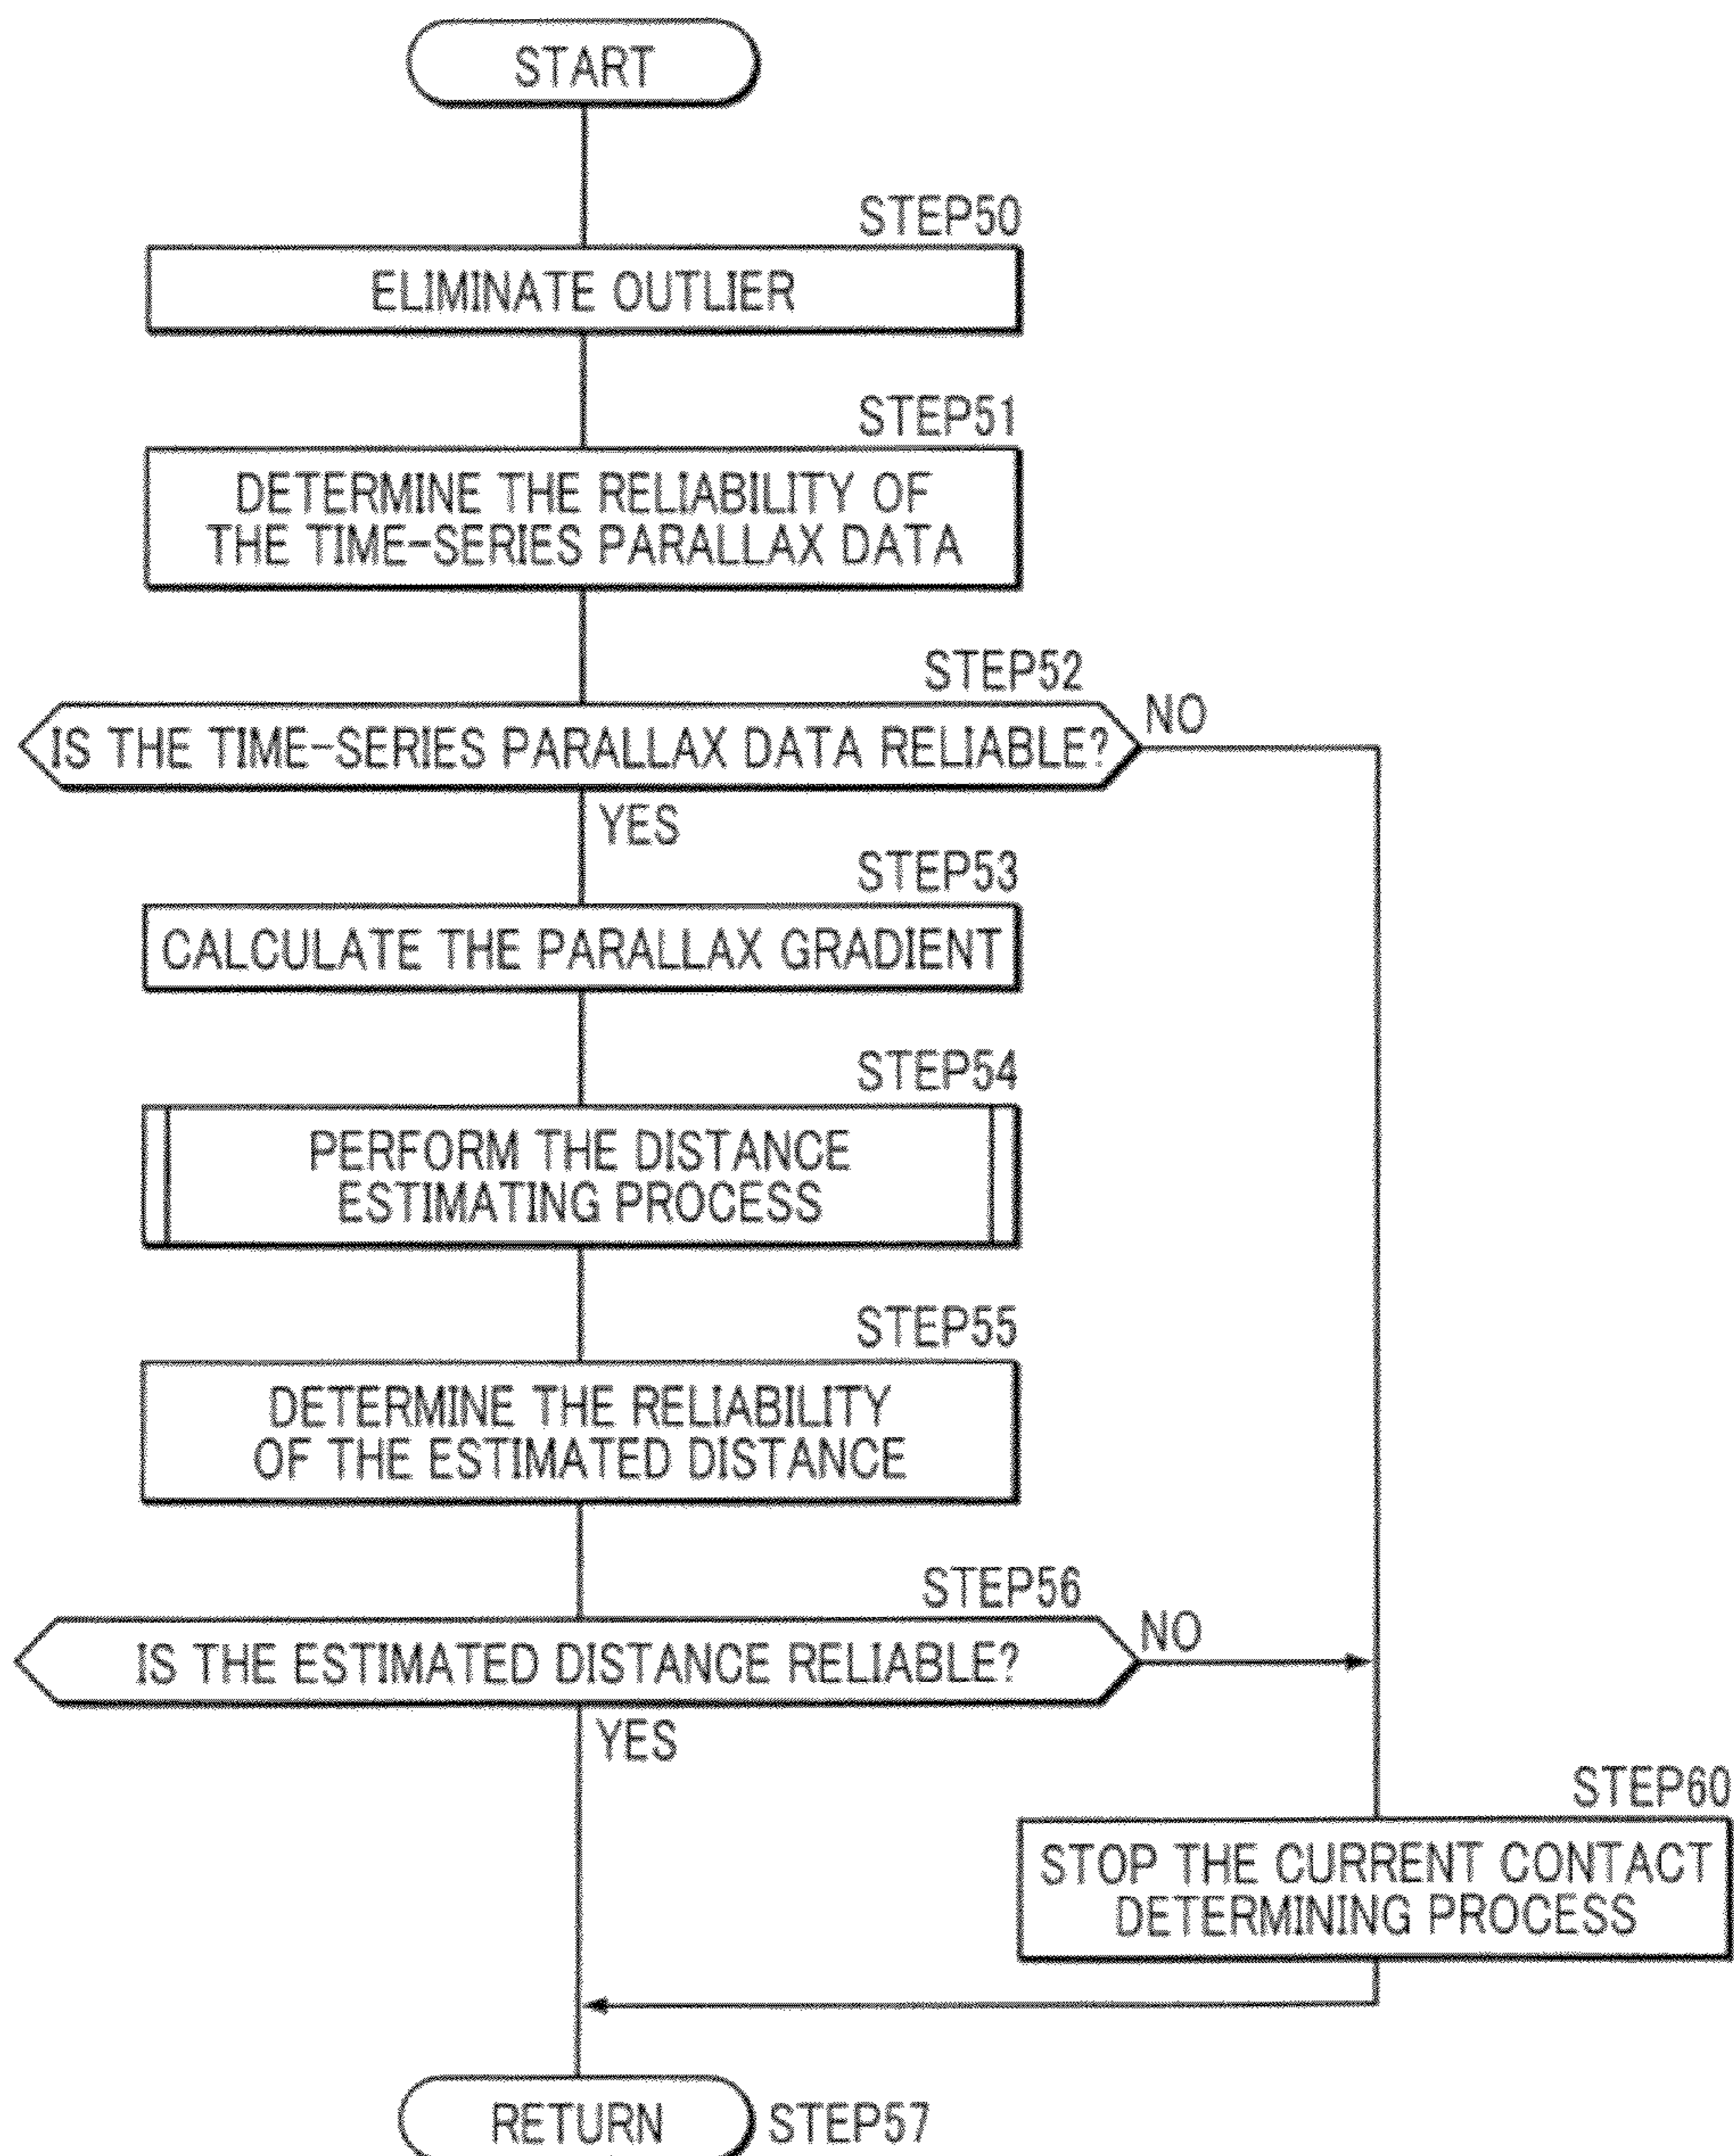 START
STEP50
ELIMINATE OUTLIER
STEP51
DETERMINE THE RELIABILITY OF
THE TIME-SERIES PARALLAX DATA
STEP52
IS THE TIME-SERIES PARALLAX DATA RELIABLE?
NO
YES
STEP53
CALCULATE THE PARALLAX GRADIENT
STEP54
PERFORM THE DISTANCE
ESTIMATING PROCESS
STEP55
DETERMINE THE RELIABILITY
OF THE ESTIMATED DISTANCE
STEP56
IS THE ESTIMATED DISTANCE RELIABLE?
NO
YES
STEP60
STOP THE CURRENT CONTACT
DETERMINING PROCESS
RETURN
STEP57